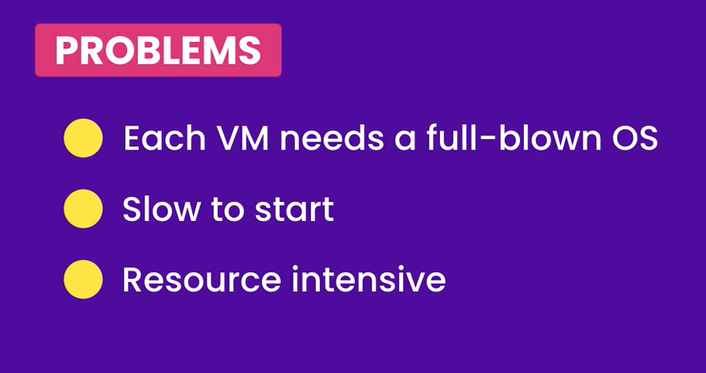 PROBLEMS
Each VM needs a full-blown OS
Slow to start
Resource intensive